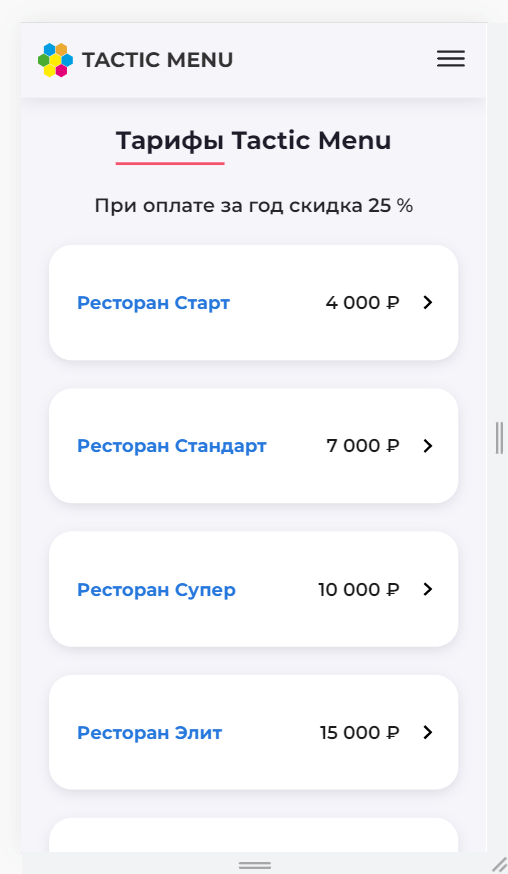 TACTIC MENU
Тарифы Tactic Menu
При оплате за год скидка 25 %
Ресторан Старт 4 000 ₽
Ресторан Стандарт 7 000 ₽
Ресторан Супер 10 000 ₽
Ресторан Элит 15 000 ₽